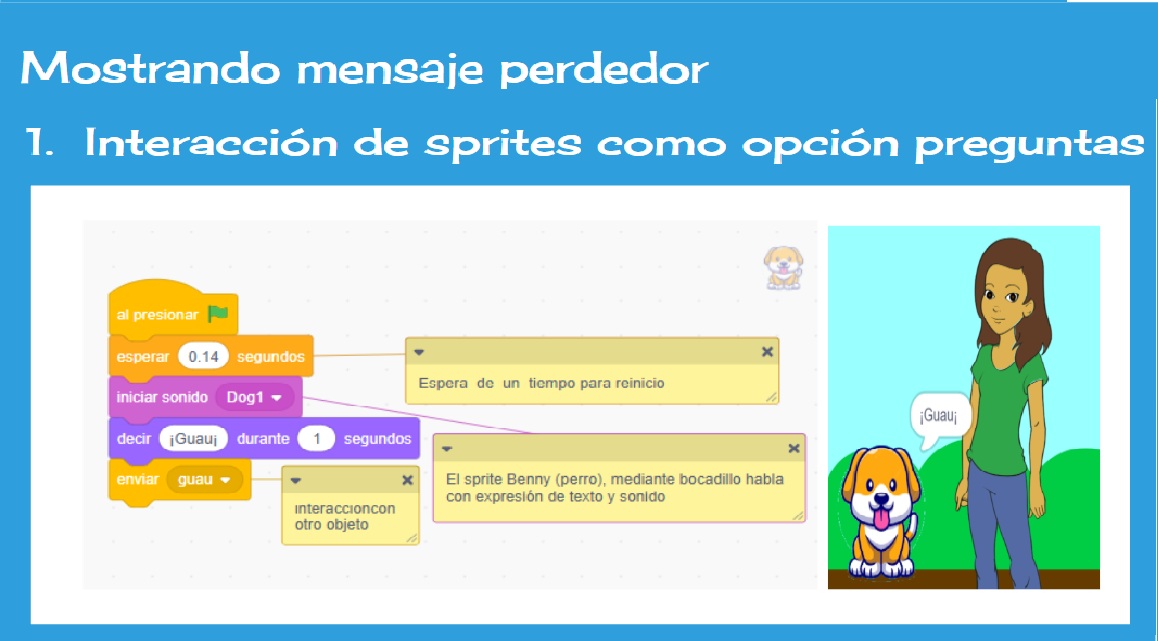 Mostrando mensaje perdedor
1. Interacción de sprites como opción preguntas
al presionar
esperar 0.14 segundos
Espera de un tiempo para reinicio
iniciar sonido Dog1
decir ¡Guau¡ durante 1 segundos
El sprite Benny (perro), mediante bocadillo habla
con expresión de texto y sonido
enviar guau
interaccioncon
otro objeto
¡Guau¡